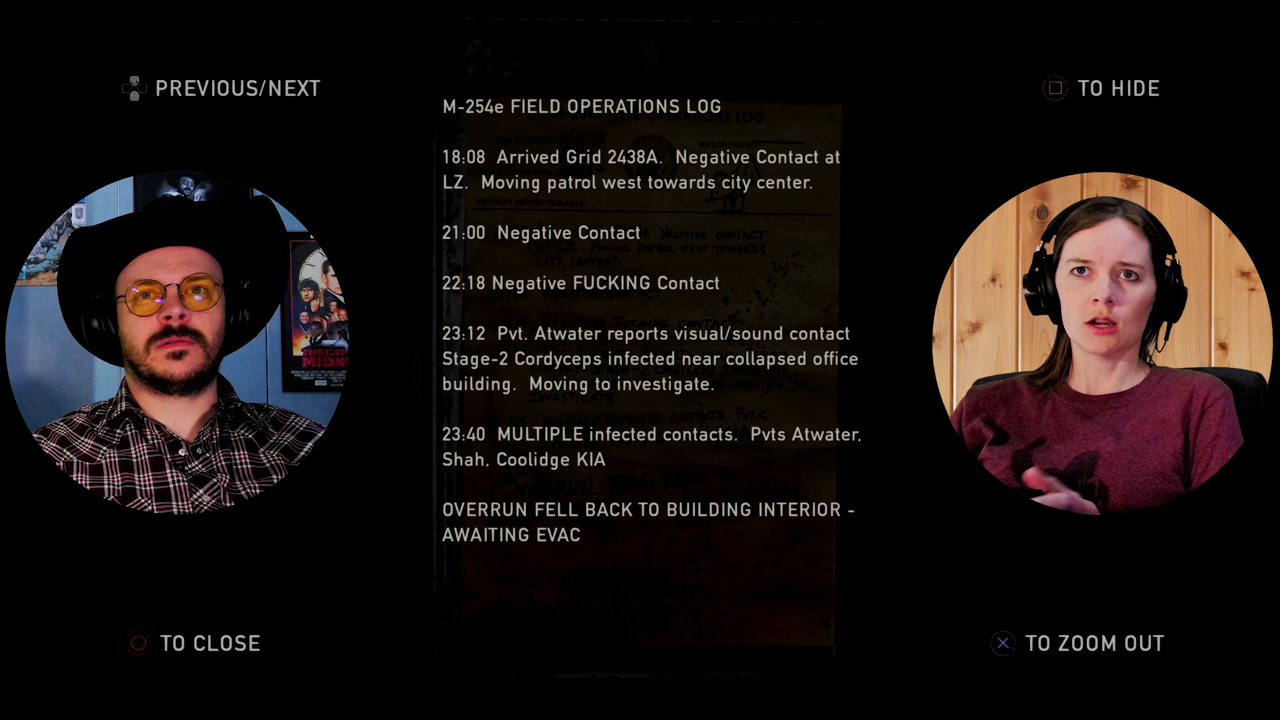 PREVIOUS/NEXT
TO HIDE
M-254e FIELD OPERATIONS LOG
18:08 Arrived Grid 2438A. Negative Contact at
LZ. Moving patrol west towards city center.
21:00 Negative Contact
22:18 Negative FUCKING Contact
23:12 Pvt. Atwater reports visual/sound contact
Stage-2 Cordyceps infected near collapsed office
building. Moving to investigate.
23:40 MULTIPLE infected contacts. Pvts Atwater,
Shah, Coolidge KIA
OVERRUN FELL BACK TO BUILDING INTERIOR -
AWAITING EVAC
TO CLOSE
TO ZOOM OUT